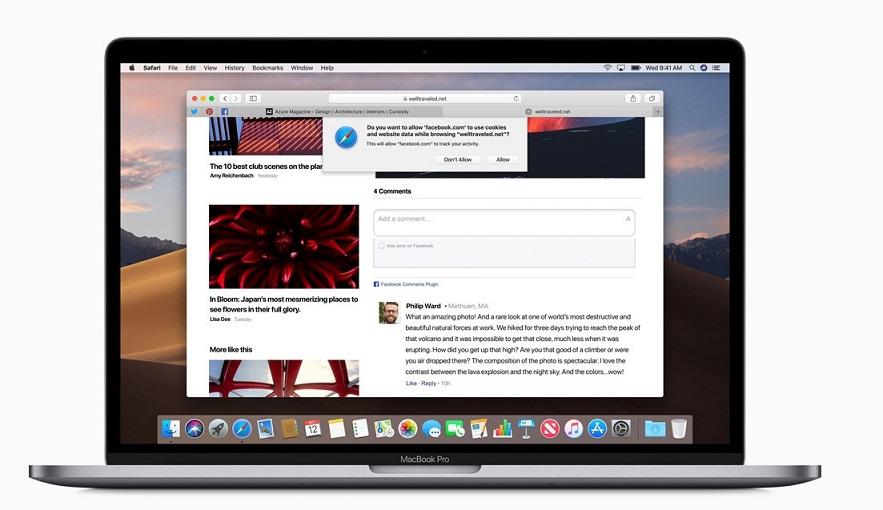 Safari File Edit View History Bookmarks Window Help
Wed 9:41 AM
welltraveled.net
AZ Azure Magazine – Design | Architecture | Interiors | Curiosity
welltraveled.net
Do you want to allow "facebook.com" to use cookies
and website data while browsing "welltraveled.net"?
This will allow "facebook.com" to track your activity.
Don't Allow
Allow
The 10 best club scenes on the plan
Amy Reichenbach Yesterday
In Bloom: Japan's most mesmerizing places to
see flowers in their full glory.
Lisa Gee Tuesday
More like this
4 Comments
Add a comment...
Also post on Facebook
Facebook Comments Plugin
Philip Ward • Methuen, MA
What an amazing photo! And a rare look at one of world's most destructive and
beautiful natural forces at work. We hiked for three days trying to reach the peak of
that volcano and it was impossible to get that close, much less when it was
erupting. How did you get up that high? Are you that good of a climber or were
you air dropped there? The composition of the photo is spectacular. I love the
contrast between the lava explosion and the night sky. And the colors...wow!
Like · Reply · 10h
12
MacBook Pro